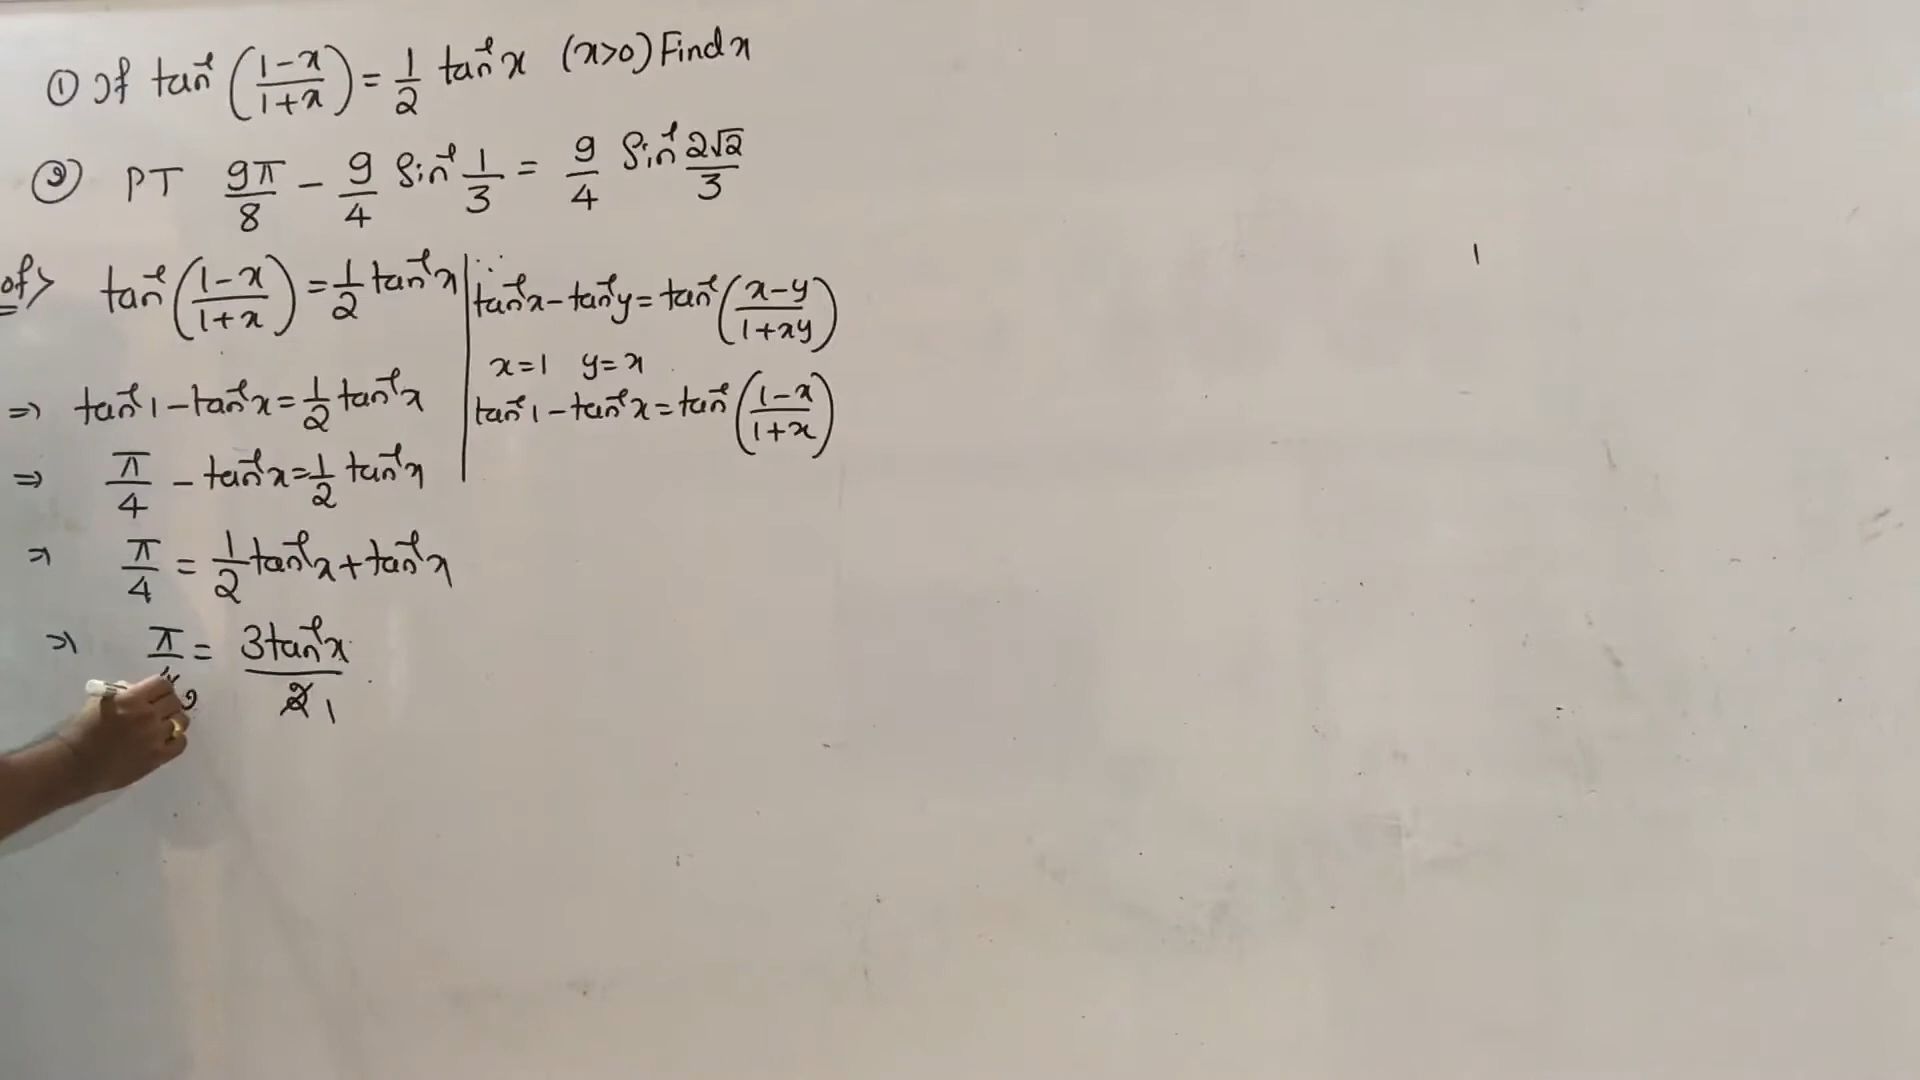 ① If tan⁻¹((1-x)/(1+x)) = 1/2 tan⁻¹x (x>0) Find x
② PT 9π/8 - 9/4 Sin⁻¹ 1/3 = 9/4 Sin⁻¹ 2√2/3
tan⁻¹((1-x)/(1+x)) = 1/2 tan⁻¹x
⇒ tan⁻¹1 - tan⁻¹x = 1/2 tan⁻¹x
⇒ π/4 - tan⁻¹x = 1/2 tan⁻¹x
⇒ π/4 = 1/2 tan⁻¹x + tan⁻¹x
⇒ π/ 2 = 3tan⁻¹x/2 1
∵
tan⁻¹x - tan⁻¹y = tan⁻¹((x-y)/(1+xy))
x=1 y=x
tan⁻¹1 - tan⁻¹x = tan⁻¹((1-x)/(1+x))